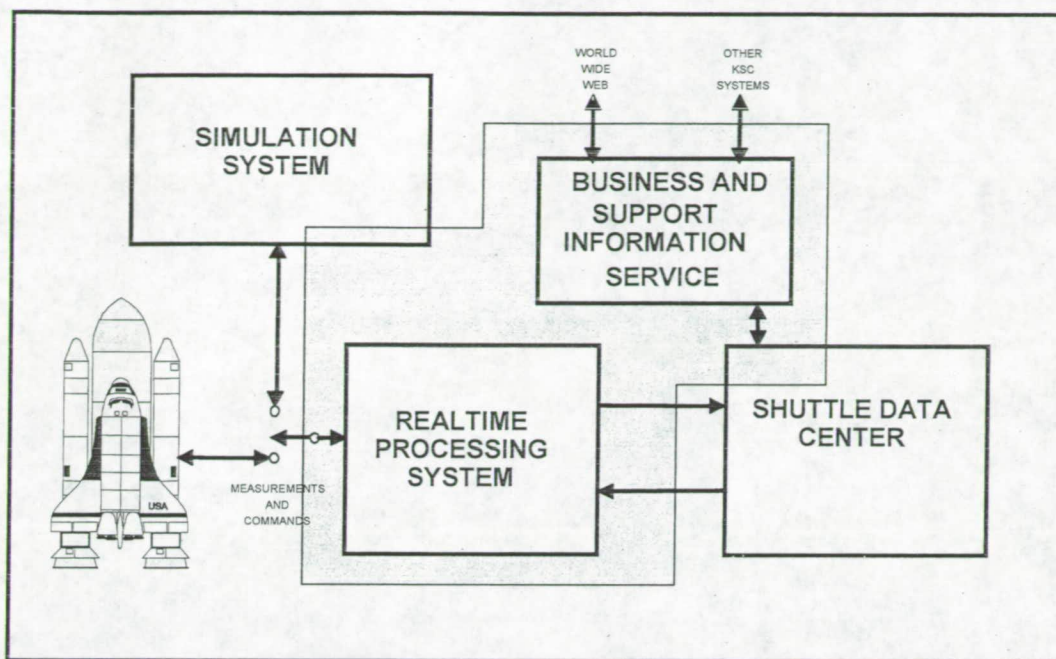 WORLD
WIDE
WEB
OTHER
KSC
SYSTEMS
SIMULATION
SYSTEM
BUSINESS AND
SUPPORT
INFORMATION
SERVICE
REALTIME
PROCESSING
SYSTEM
SHUTTLE DATA
CENTER
MEASUREMENTS
AND
COMMANDS
USA